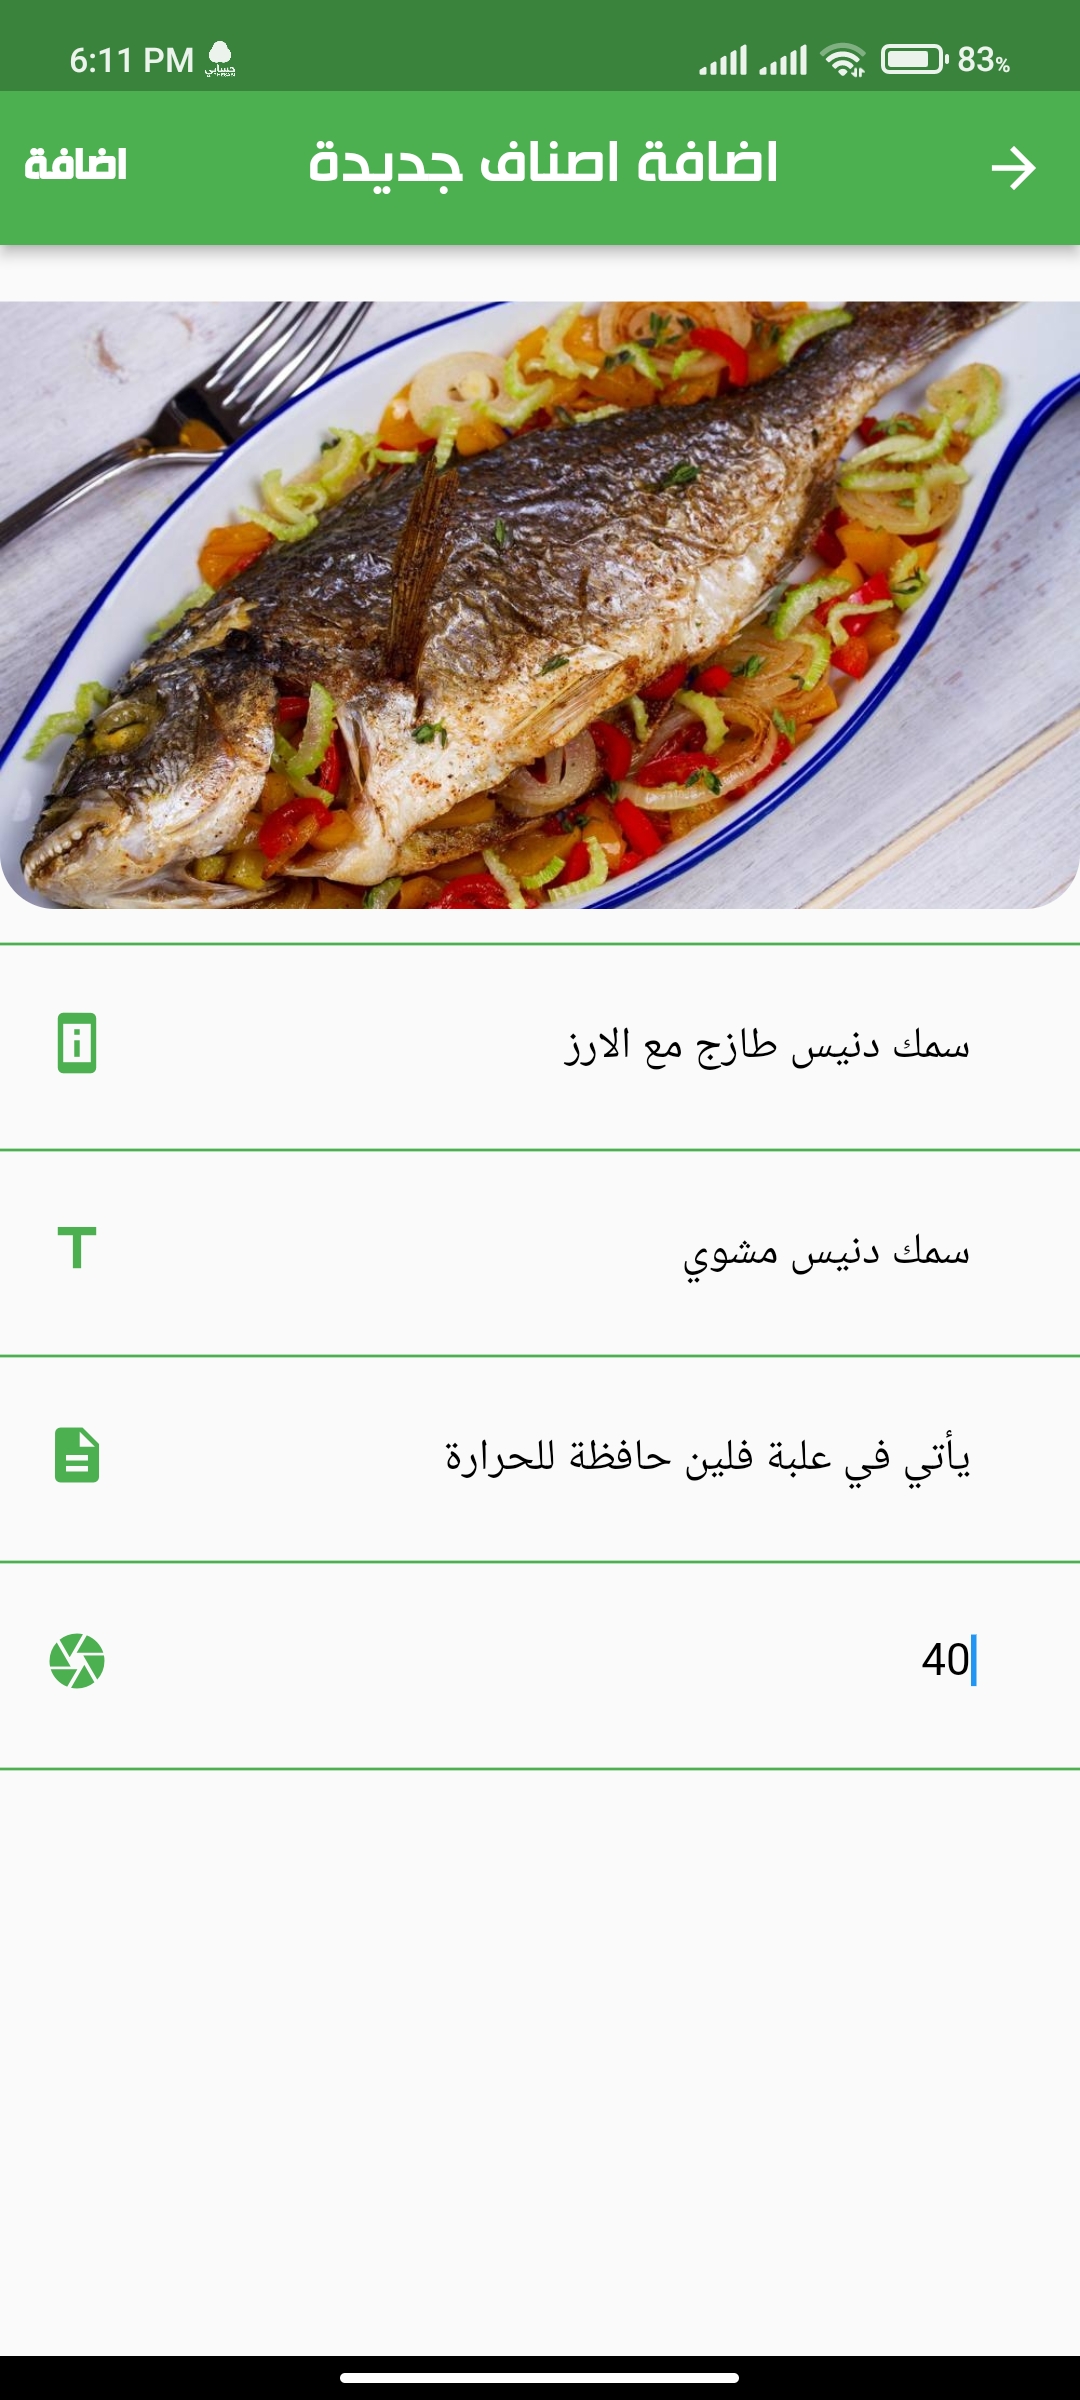 6:11 PM حسابي 83%
اضافة اصناف جديدة
اضافة
سمك دنيس طازج مع الارز
سمك دنيس مشوي
يأتي في علبة فلين حافظة للحرارة
40